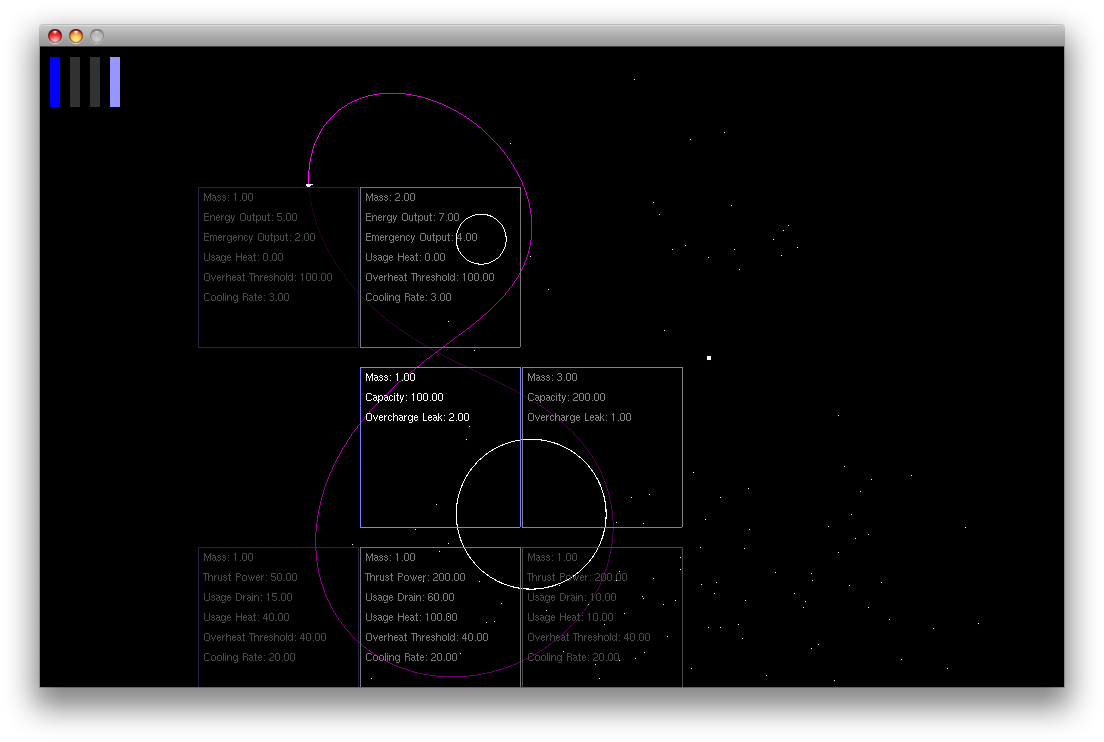 Mass: 1.00
Energy Output: 5.00
Emergency Output: 2.00
Usage Heat: 0.00
Overheat Threshold: 100.00
Cooling Rate: 3.00
Mass: 2.00
Energy Output: 7.00
Emergency Output: 4.00
Usage Heat: 0.00
Overheat Threshold: 100.00
Cooling Rate: 3.00
Mass: 1.00
Capacity: 100.00
Overcharge Leak: 2.00
Mass: 3.00
Capacity: 200.00
Overcharge Leak: 1.00
Mass: 1.00
Thrust Power: 50.00
Usage Drain: 15.00
Usage Heat: 40.00
Overheat Threshold: 40.00
Cooling Rate: 20.00
Mass: 1.00
Thrust Power: 200.00
Usage Drain: 60.00
Usage Heat: 100.00
Overheat Threshold: 40.00
Cooling Rate: 20.00
Mass: 1.00
Thrust Power: 200.00
Usage Drain: 10.00
Usage Heat: 10.00
Overheat Threshold: 40.00
Cooling Rate: 20.00